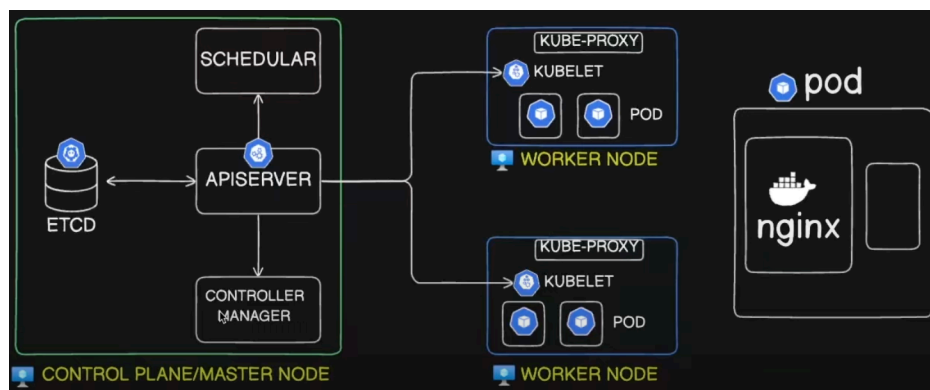 SCHEDULAR
APISERVER
ETCD
CONTROLLER
MANAGER
CONTROL PLANE/MASTER NODE
KUBE-PROXY
KUBELET
POD
WORKER NODE
KUBE-PROXY
KUBELET
POD
WORKER NODE
pod
nginx